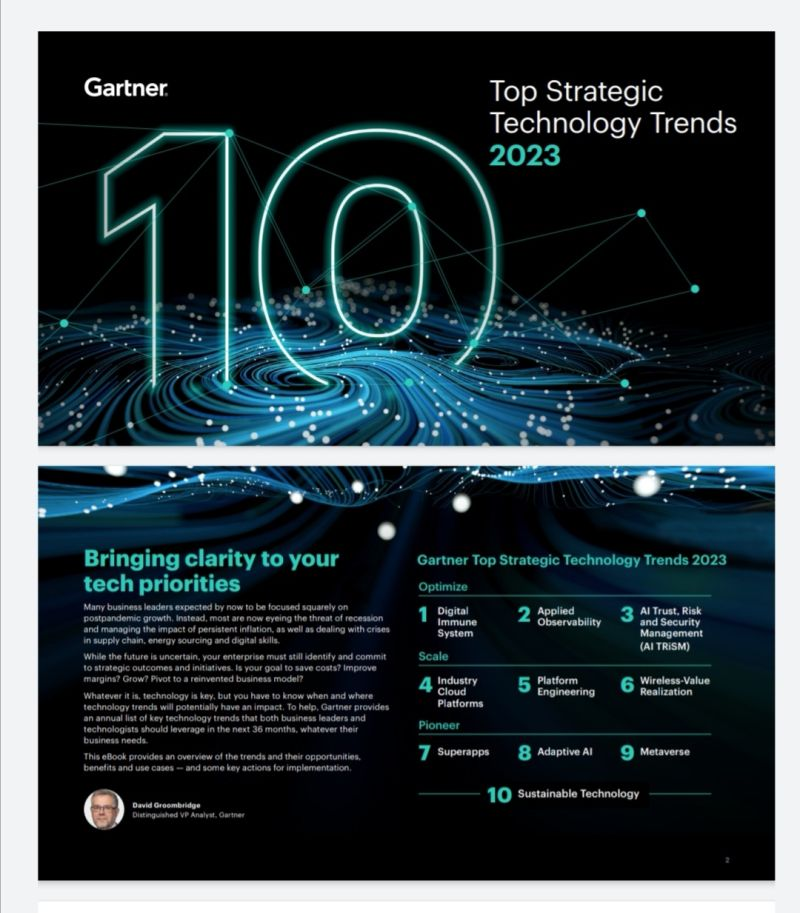 Gartner
Top Strategic
Technology Trends
2023
10
Bringing clarity to your
tech priorities
Many business leaders expected by now to be focused squarely on
postpandemic growth. Instead, most are now eyeing the threat of recession
and managing the impact of persistent inflation, as well as dealing with crises
in supply chain, energy sourcing and digital skills.
While the future is uncertain, your enterprise must still identify and commit
to strategic outcomes and initiatives. Is your goal to save costs? Improve
margins? Grow? Pivot to a reinvented business model?
Whatever it is, technology is key, but you have to know when and where
technology trends will potentially have an impact. To help, Gartner provides
an annual list of key technology trends that both business leaders and
technologists should leverage in the next 36 months, whatever their
business needs.
This eBook provides an overview of the trends and their opportunities,
benefits and use cases — and some key actions for implementation.
David Groombridge
Distinguished VP Analyst, Gartner
Gartner Top Strategic Technology Trends 2023
Optimize
1 Digital
Immune
System
2 Applied
Observability
3 AI Trust, Risk
and Security
Management
(AI TRiSM)
Scale
4 Industry
Cloud
Platforms
5 Platform
Engineering
6 Wireless-Value
Realization
Pioneer
7 Superapps
8 Adaptive AI
9 Metaverse
10 Sustainable Technology
2